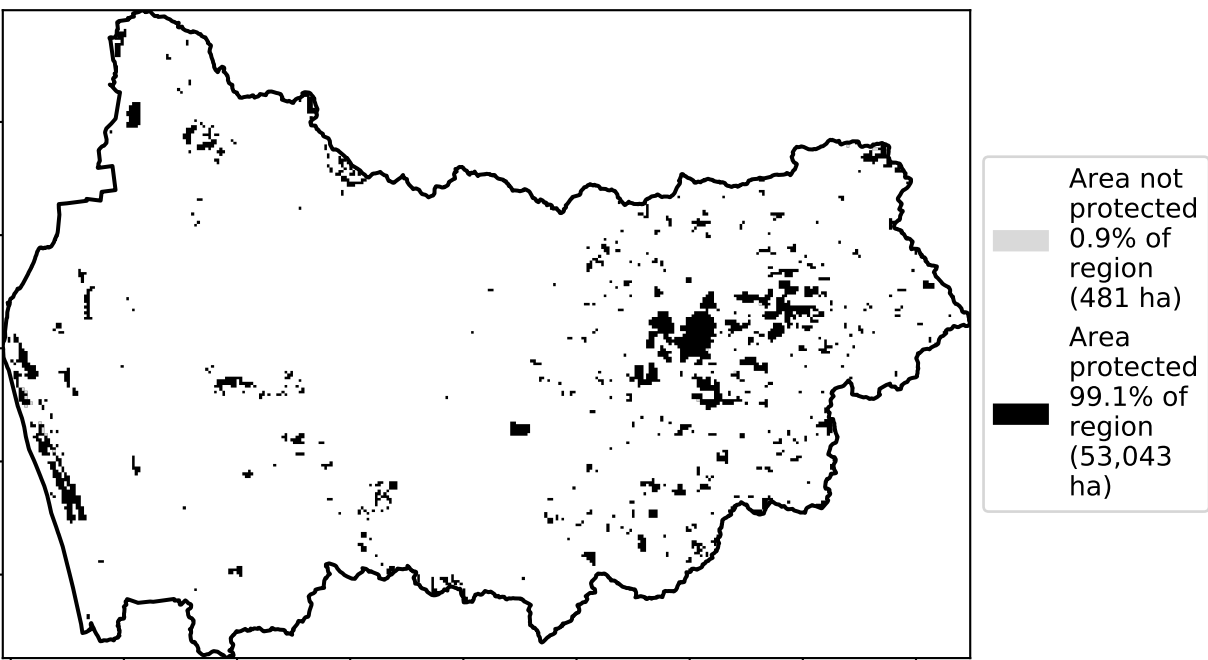 Area not
protected
0.9% of
region
(481 ha)
Area
protected
99.1% of
region
(53,043
ha)